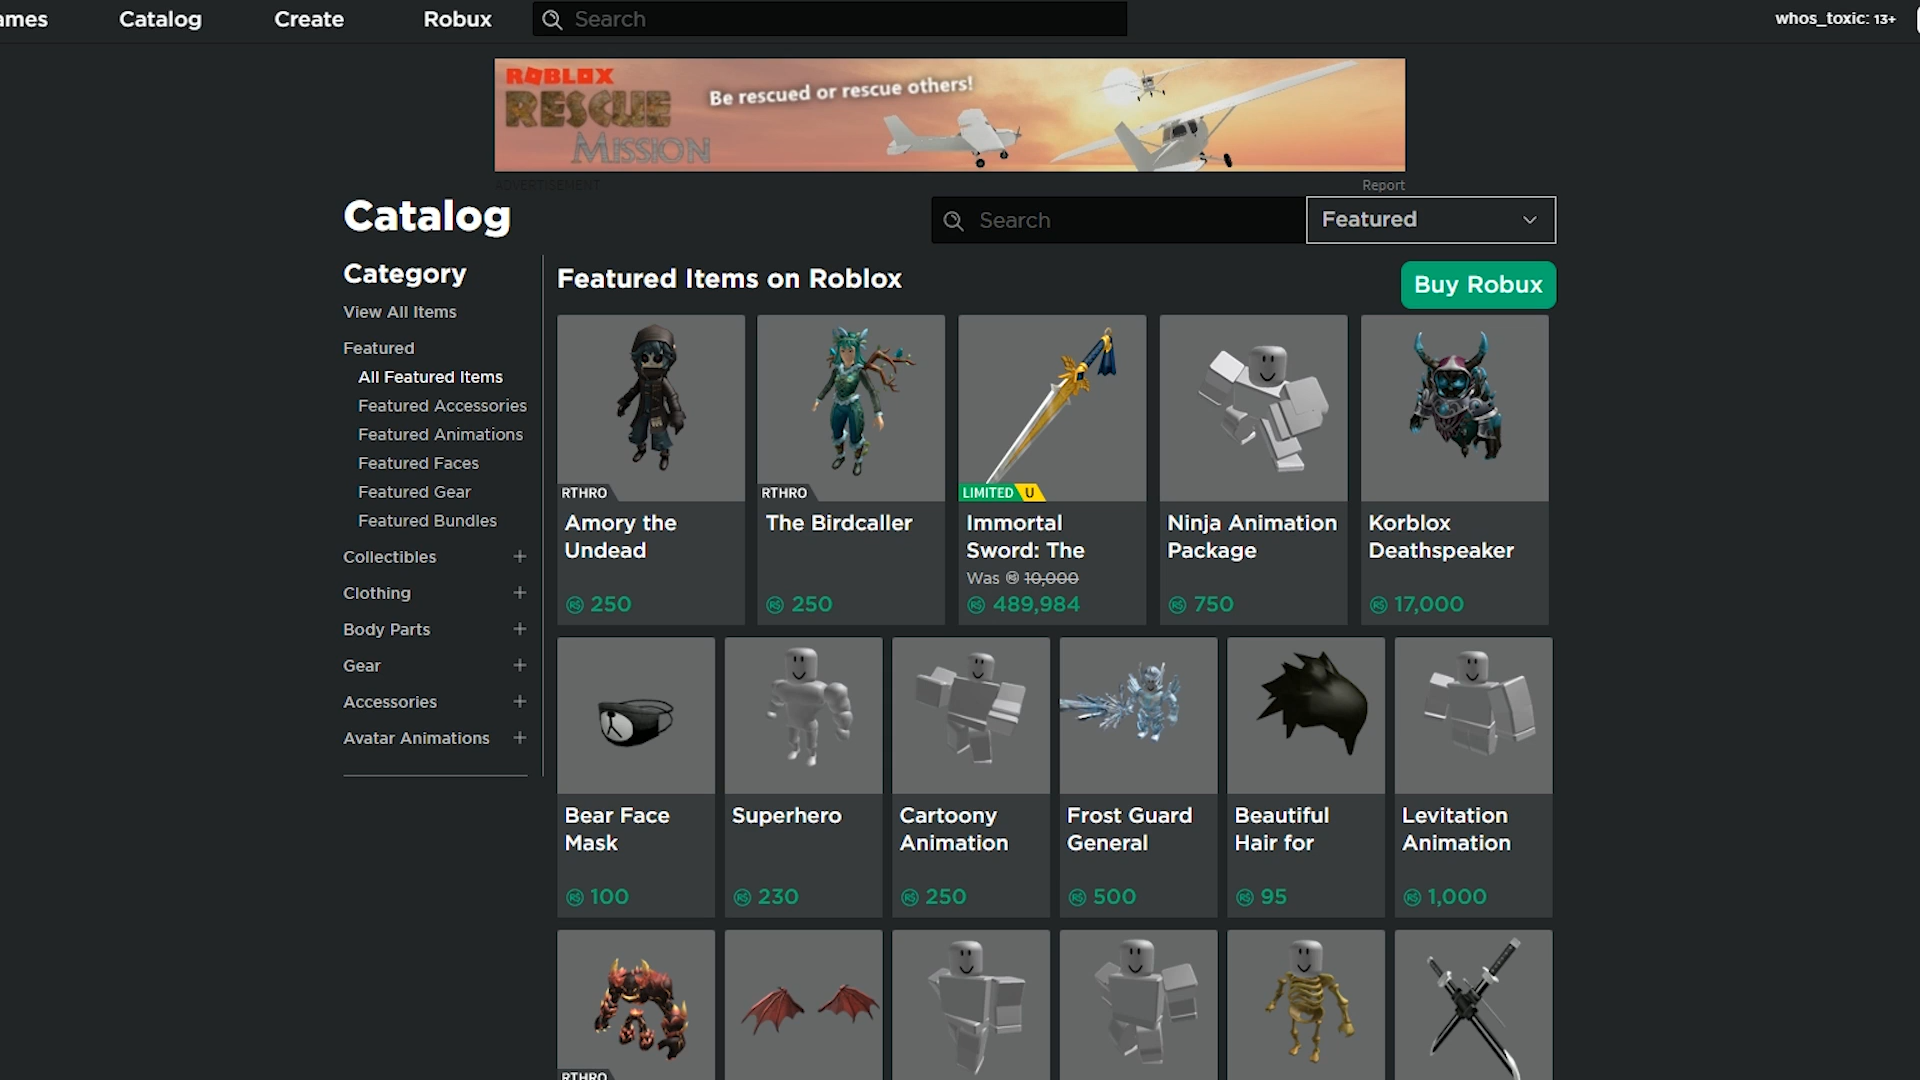 ames
Catalog
Create
Robux
Search
whos_toxic: 13+
ROBLOX
RESCUE
MISSION
Be rescued or rescue others!
ADVERTISEMENT
Report
Catalog
Search
Featured
Category
View All Items
Featured
All Featured Items
Featured Accessories
Featured Animations
Featured Faces
Featured Gear
Featured Bundles
Collectibles +
Clothing +
Body Parts +
Gear +
Accessories +
Avatar Animations +
Featured Items on Roblox
Buy Robux
RTHRO
Amory the
Undead
R$ 250
RTHRO
The Birdcaller
R$ 250
LIMITED U
Immortal
Sword: The
Was R$ 10,000
R$ 489,984
Ninja Animation
Package
R$ 750
Korblox
Deathspeaker
R$ 17,000
Bear Face
Mask
R$ 100
Superhero
R$ 230
Cartoony
Animation
R$ 250
Frost Guard
General
R$ 500
Beautiful
Hair for
R$ 95
Levitation
Animation
R$ 1,000
RTHRO